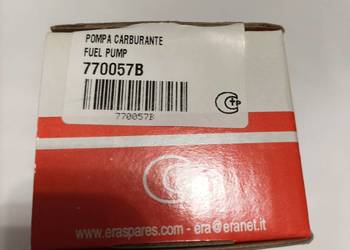 POMPA CARBURANTE
FUEL PUMP
770057B
770057B
www.eraspares.com - era@eranet.it